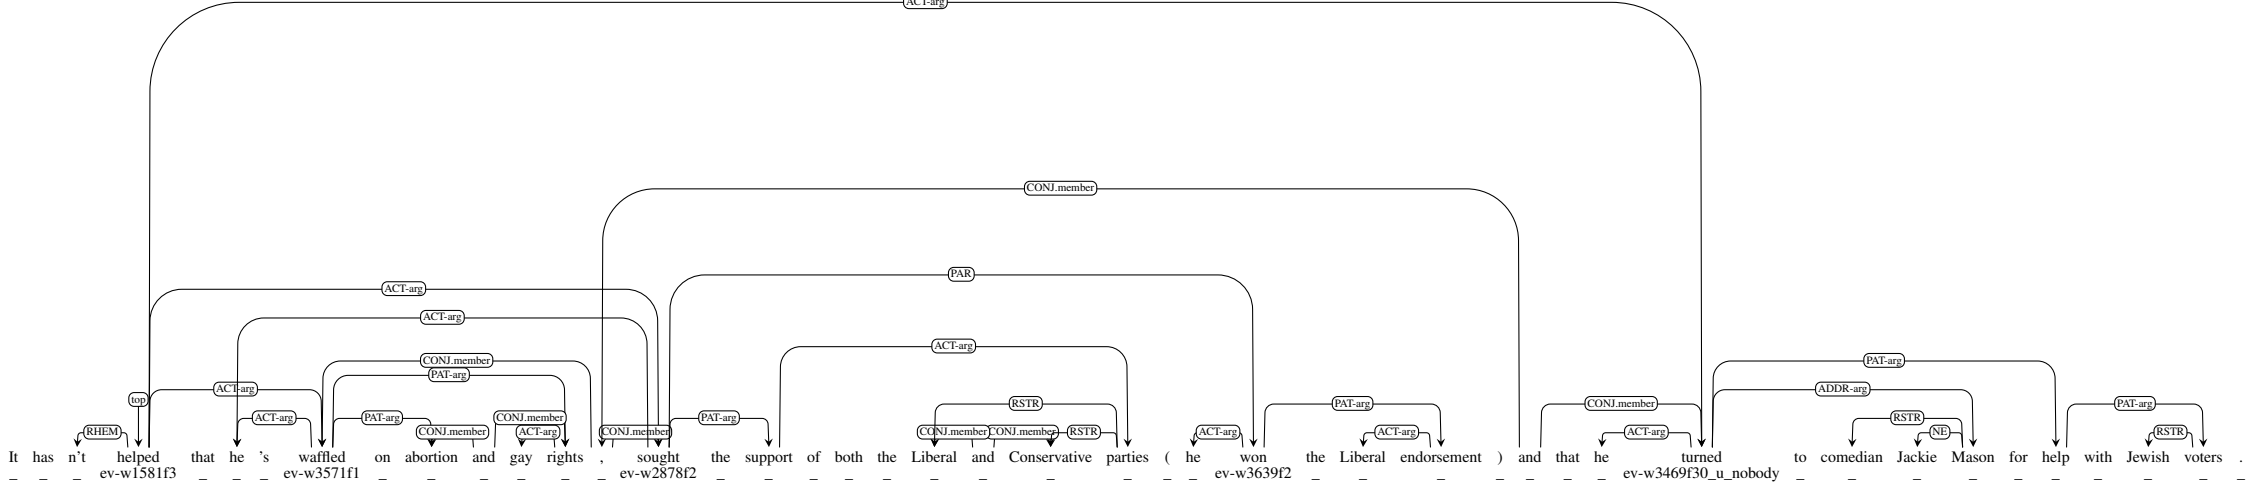 ACT-arg
CONJ.member
PAR
ACT-arg
ACT-arg
ACT-arg
CONJ.member PAT-arg
PAT-arg
ACT-arg ADDR-arg
top
RSTR PAT-arg CONJ.member
ACT-arg PAT-arg CONJ.member PAT-arg RSTR
RHEM CONJ.member ACT-arg CONJ.member CONJ.member CONJ.member RSTR ACT-arg ACT-arg ACT-arg NE RSTR PAT-arg
It has n't helped that he 's waffled on abortion and gay rights , sought the support of both the Liberal and Conservative parties ( he won the Liberal endorsement ) and that he turned to comedian Jackie Mason for help with Jewish voters .
_ _ _ ev-w1581f3 _ _ _ ev-w3571f1 _ _ _ _ _ _ ev-w2878f2 _ _ _ _ _ _ _ _ _ _ _ ev-w3639f2 _ _ _ _ _ _ _ ev-w3469f30_u_nobody _ _ _ _ _ _ _ _ _ _